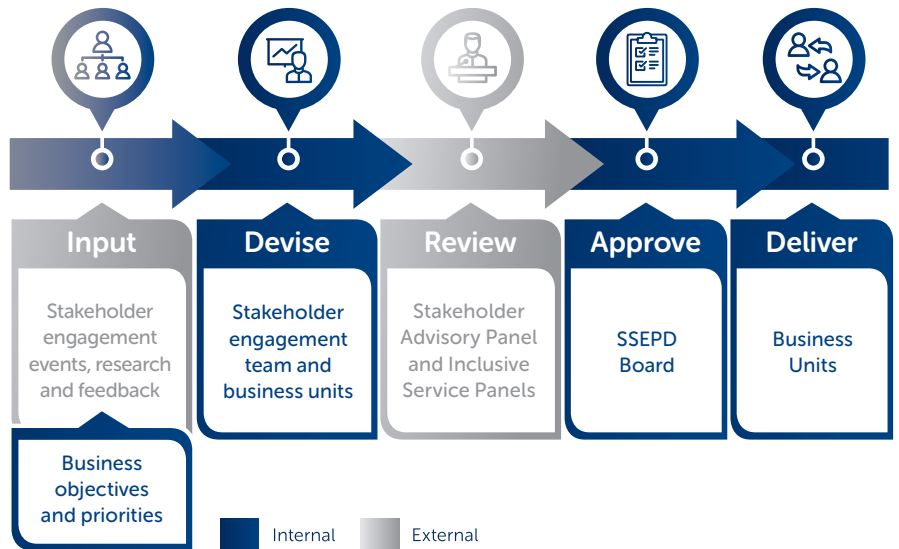 Input
Stakeholder
engagement
events, research
and feedback
Business
objectives
and priorities
Devise
Stakeholder
engagement
team and
business units
Review
Stakeholder
Advisory Panel
and Inclusive
Service Panels
Approve
SSEPD
Board
Deliver
Business
Units
Internal
External